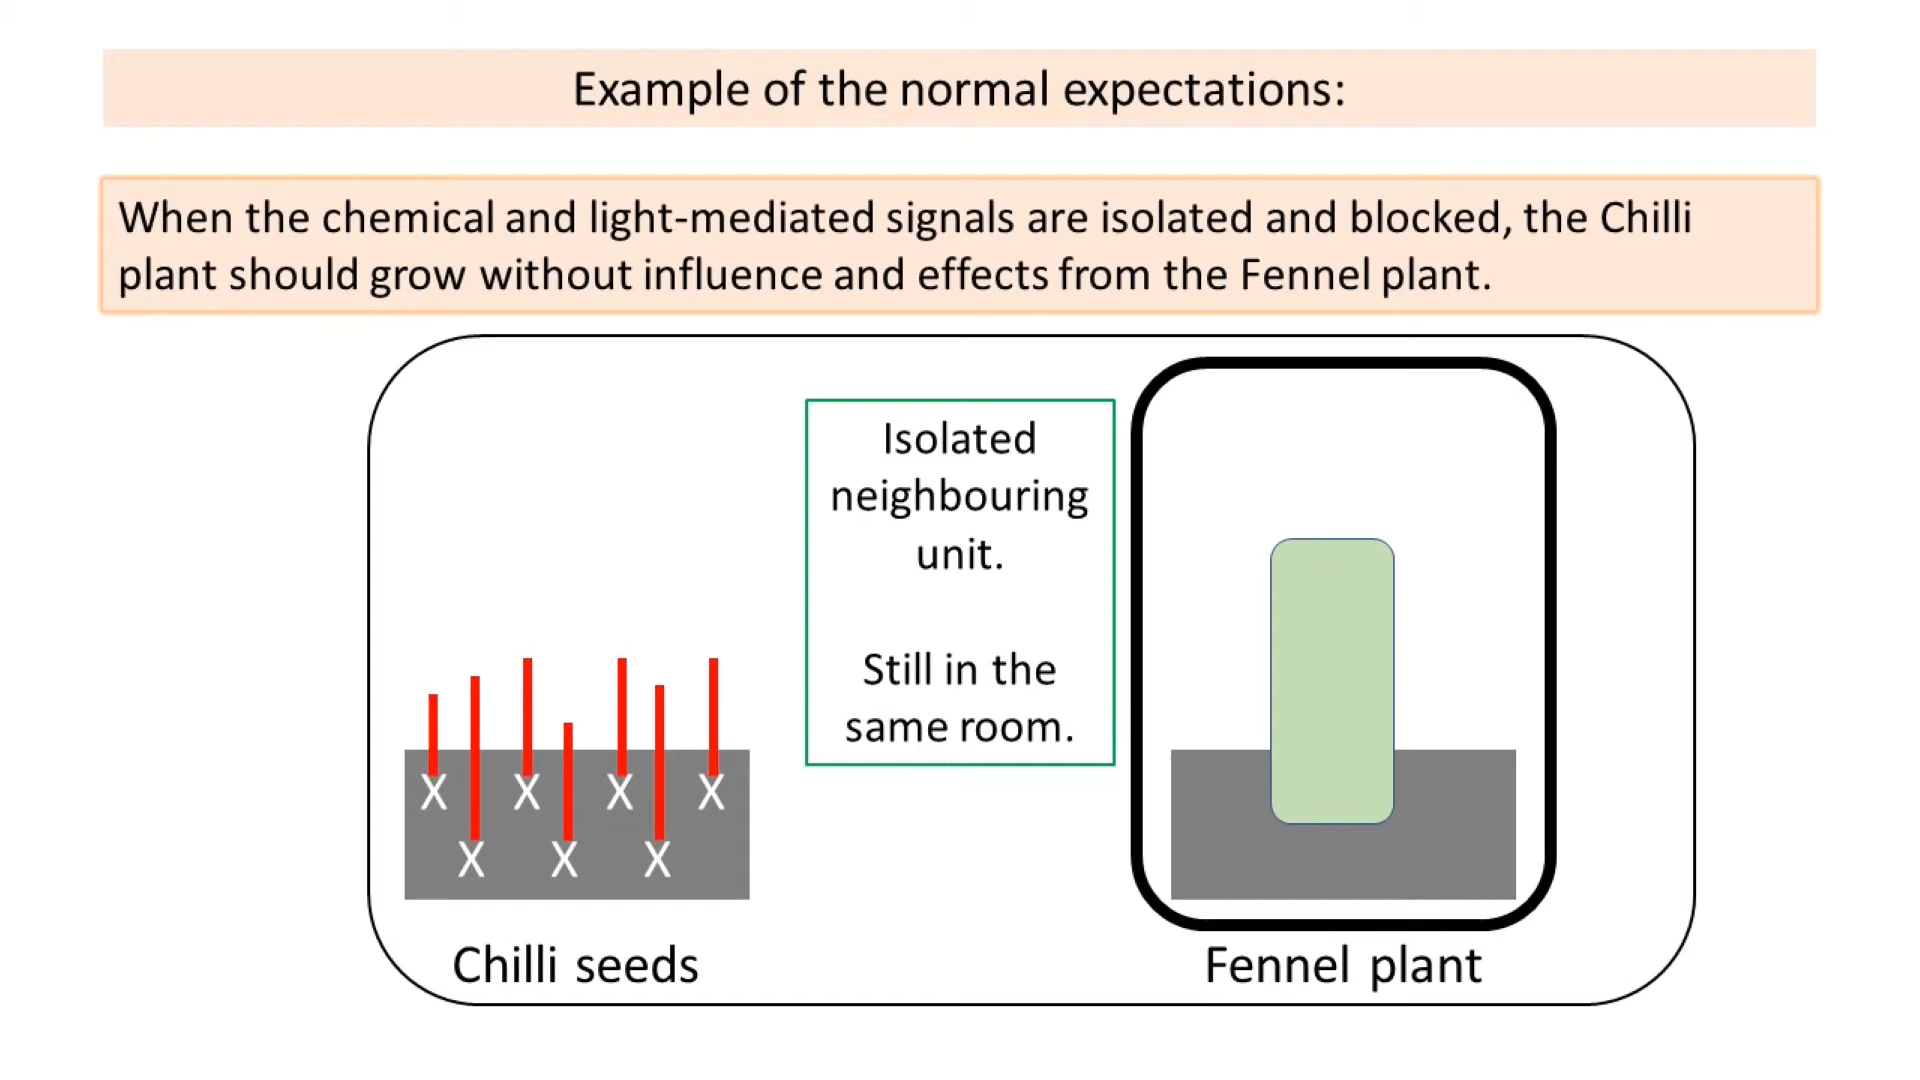 Example of the normal expectations:
When the chemical and light-mediated signals are isolated and blocked, the Chilli
plant should grow without influence and effects from the Fennel plant.
Isolated
neighbouring
unit.
Still in the
same room.
X X X X
X X X
Chilli seeds
Fennel plant